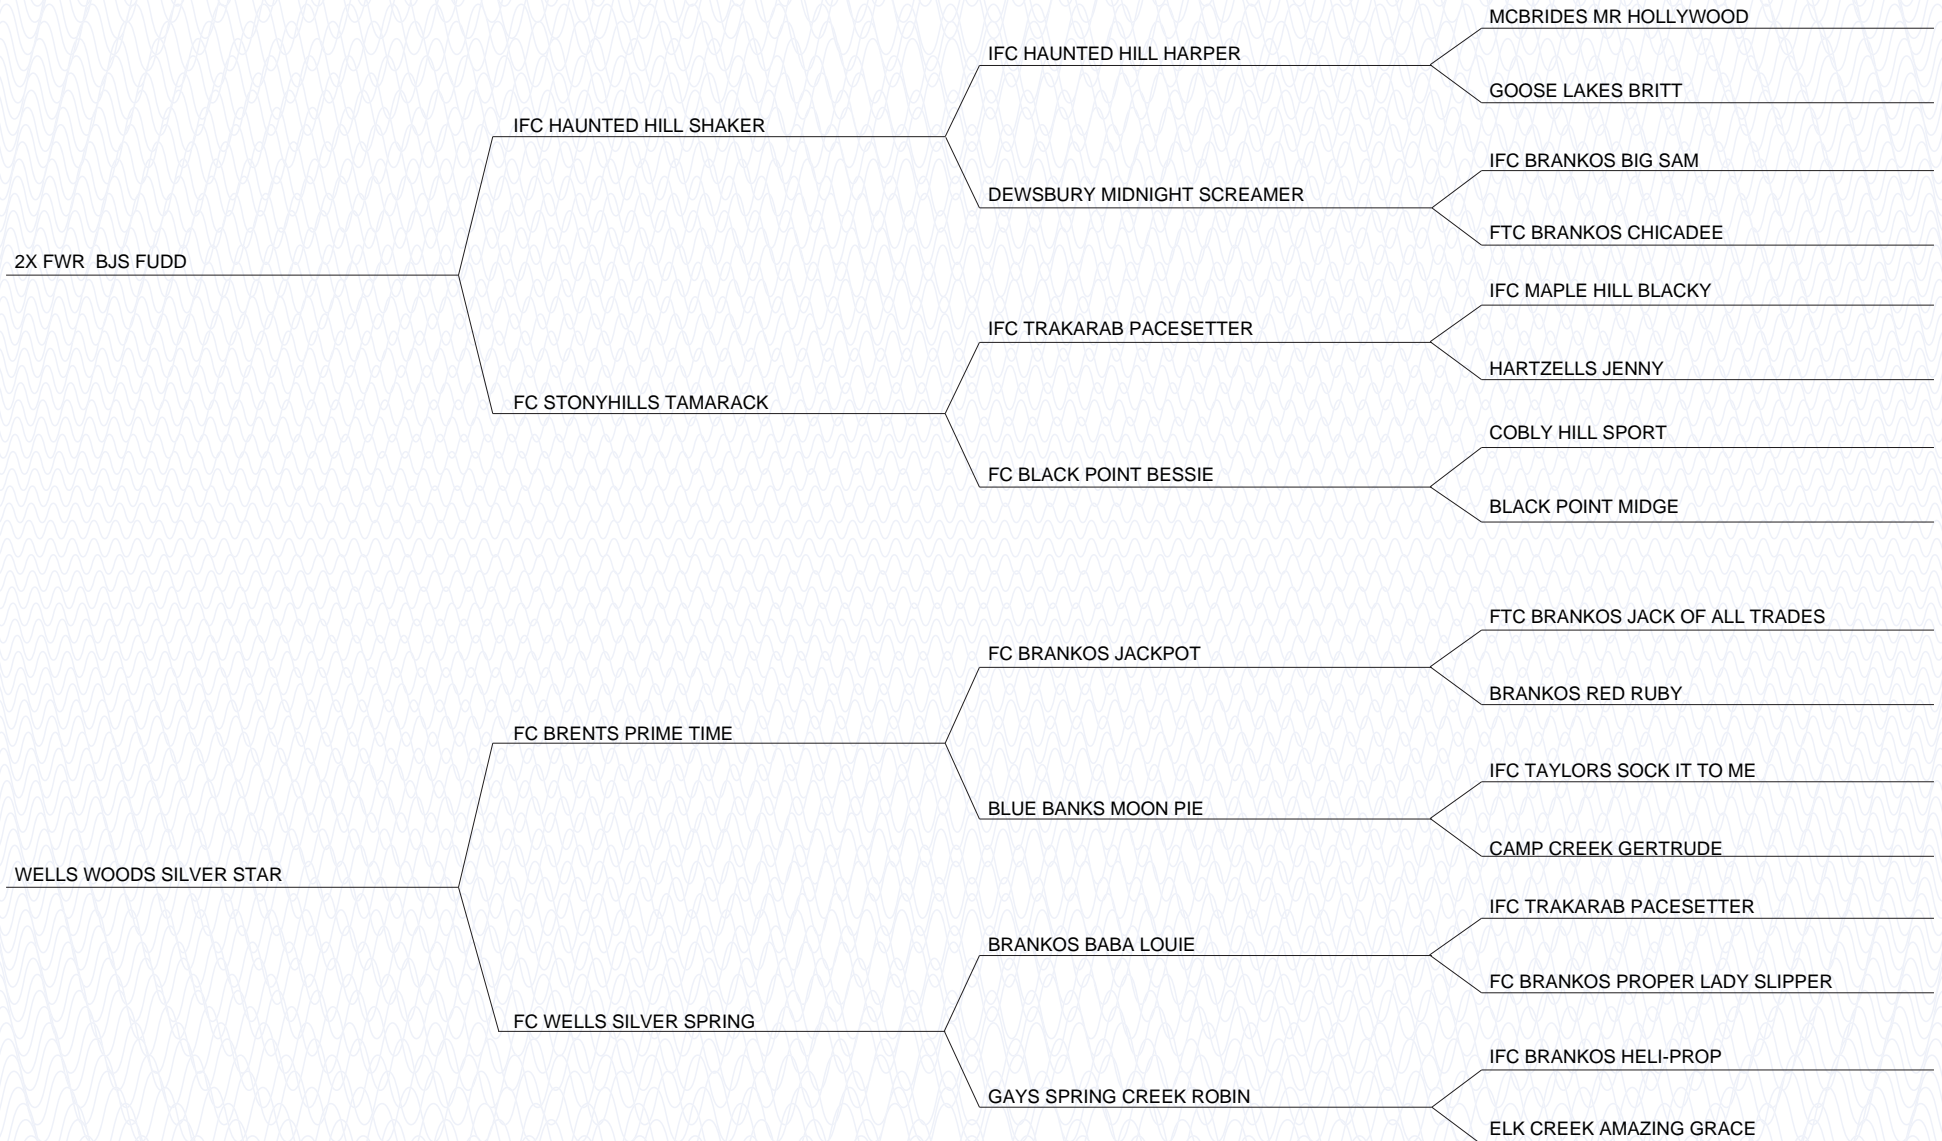 MCBRIDES MR HOLLYWOOD
IFC HAUNTED HILL HARPER
GOOSE LAKES BRITT
IFC HAUNTED HILL SHAKER
IFC BRANKOS BIG SAM
DEWSBURY MIDNIGHT SCREAMER
FTC BRANKOS CHICADEE
2X FWR  BJS FUDD
IFC MAPLE HILL BLACKY
IFC TRAKARAB PACESETTER
HARTZELLS JENNY
FC STONYHILLS TAMARACK
COBLY HILL SPORT
FC BLACK POINT BESSIE
BLACK POINT MIDGE
FTC BRANKOS JACK OF ALL TRADES
FC BRANKOS JACKPOT
BRANKOS RED RUBY
FC BRENTS PRIME TIME
IFC TAYLORS SOCK IT TO ME
BLUE BANKS MOON PIE
CAMP CREEK GERTRUDE
WELLS WOODS SILVER STAR
IFC TRAKARAB PACESETTER
BRANKOS BABA LOUIE
FC BRANKOS PROPER LADY SLIPPER
FC WELLS SILVER SPRING
IFC BRANKOS HELI-PROP
GAYS SPRING CREEK ROBIN
ELK CREEK AMAZING GRACE